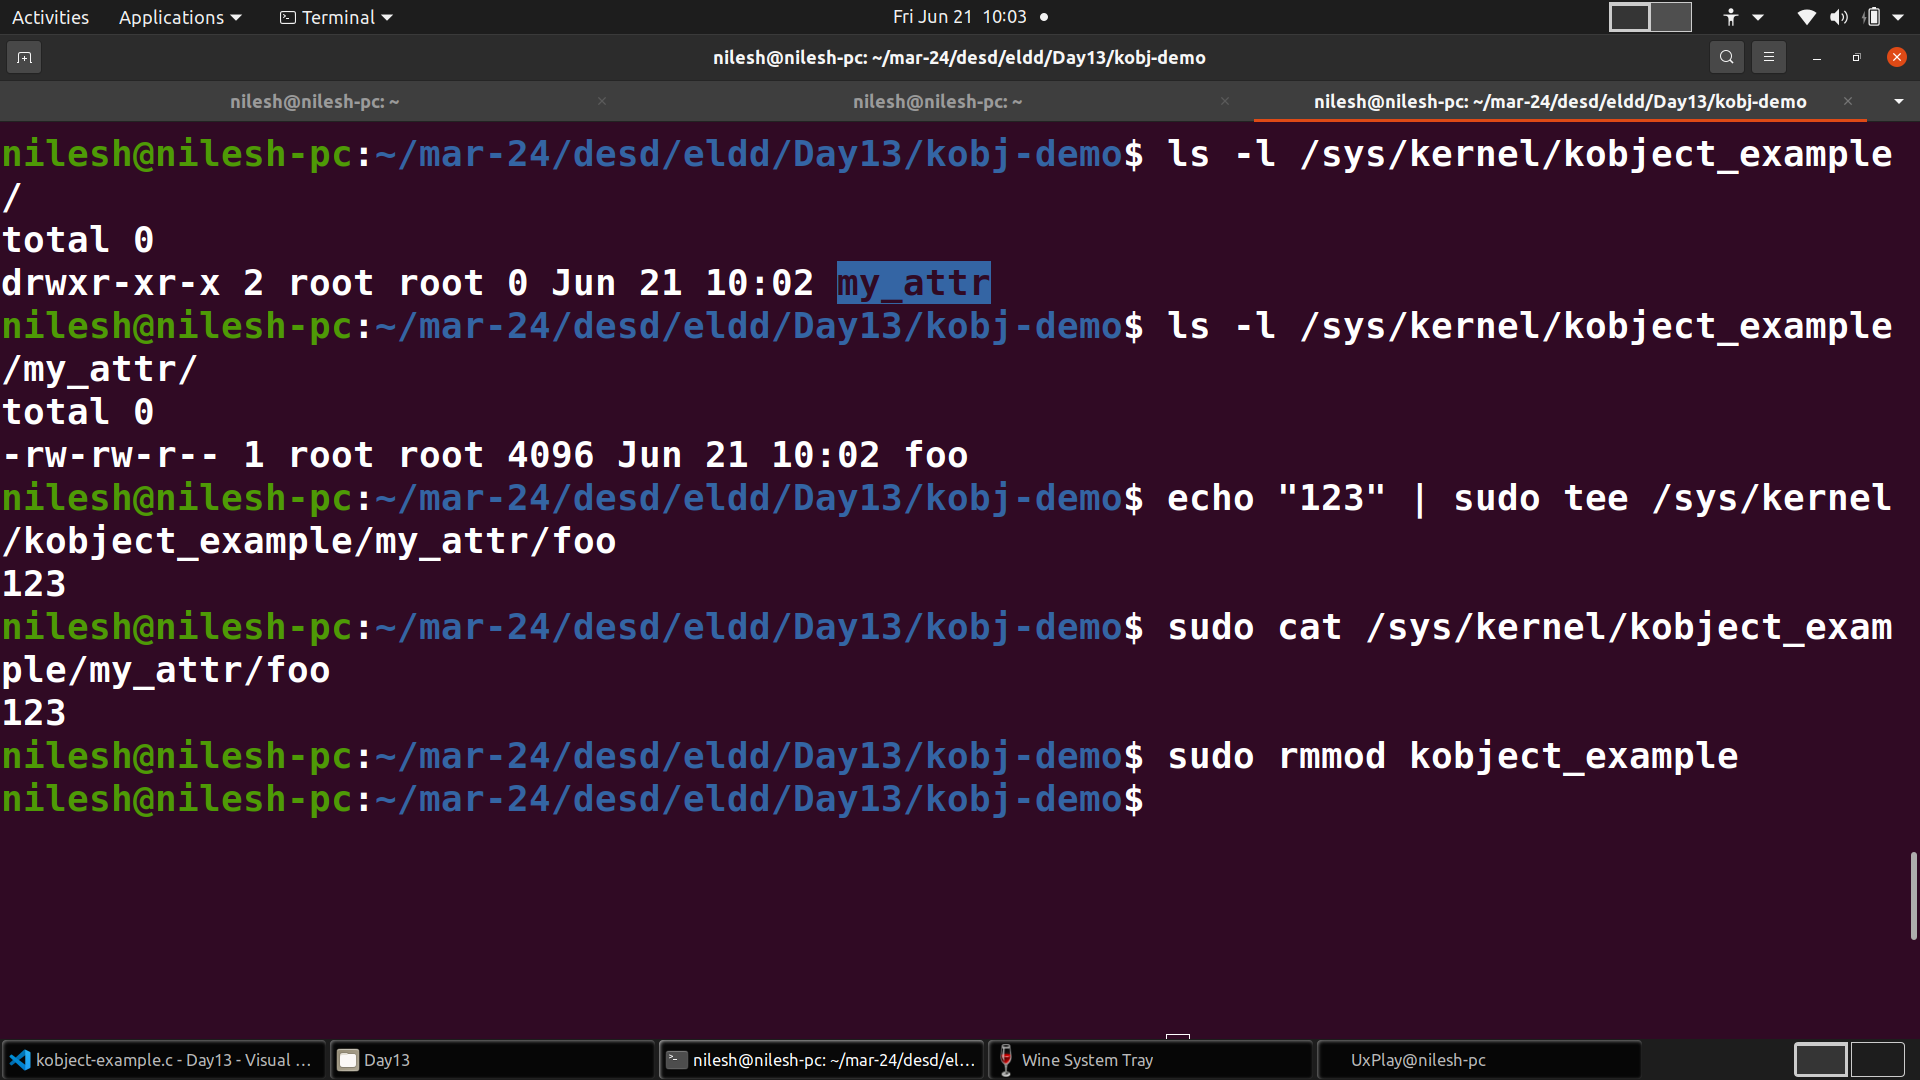 Activities Applications Terminal Fri Jun 21 10:03
nilesh@nilesh-pc: ~/mar-24/desd/eldd/Day13/kobj-demo
nilesh@nilesh-pc: ~ nilesh@nilesh-pc: ~ nilesh@nilesh-pc: ~/mar-24/desd/eldd/Day13/kobj-demo
nilesh@nilesh-pc:~/mar-24/desd/eldd/Day13/kobj-demo$ ls -l /sys/kernel/kobject_example
/
total 0
drwxr-xr-x 2 root root 0 Jun 21 10:02 my_attr
nilesh@nilesh-pc:~/mar-24/desd/eldd/Day13/kobj-demo$ ls -l /sys/kernel/kobject_example
/my_attr/
total 0
-rw-rw-r-- 1 root root 4096 Jun 21 10:02 foo
nilesh@nilesh-pc:~/mar-24/desd/eldd/Day13/kobj-demo$ echo "123" | sudo tee /sys/kernel
/kobject_example/my_attr/foo
123
nilesh@nilesh-pc:~/mar-24/desd/eldd/Day13/kobj-demo$ sudo cat /sys/kernel/kobject_exam
ple/my_attr/foo
123
nilesh@nilesh-pc:~/mar-24/desd/eldd/Day13/kobj-demo$ sudo rmmod kobject_example
nilesh@nilesh-pc:~/mar-24/desd/eldd/Day13/kobj-demo$
kobject-example.c - Day13 - Visual ... Day13 nilesh@nilesh-pc: ~/mar-24/desd/el... Wine System Tray UxPlay@nilesh-pc